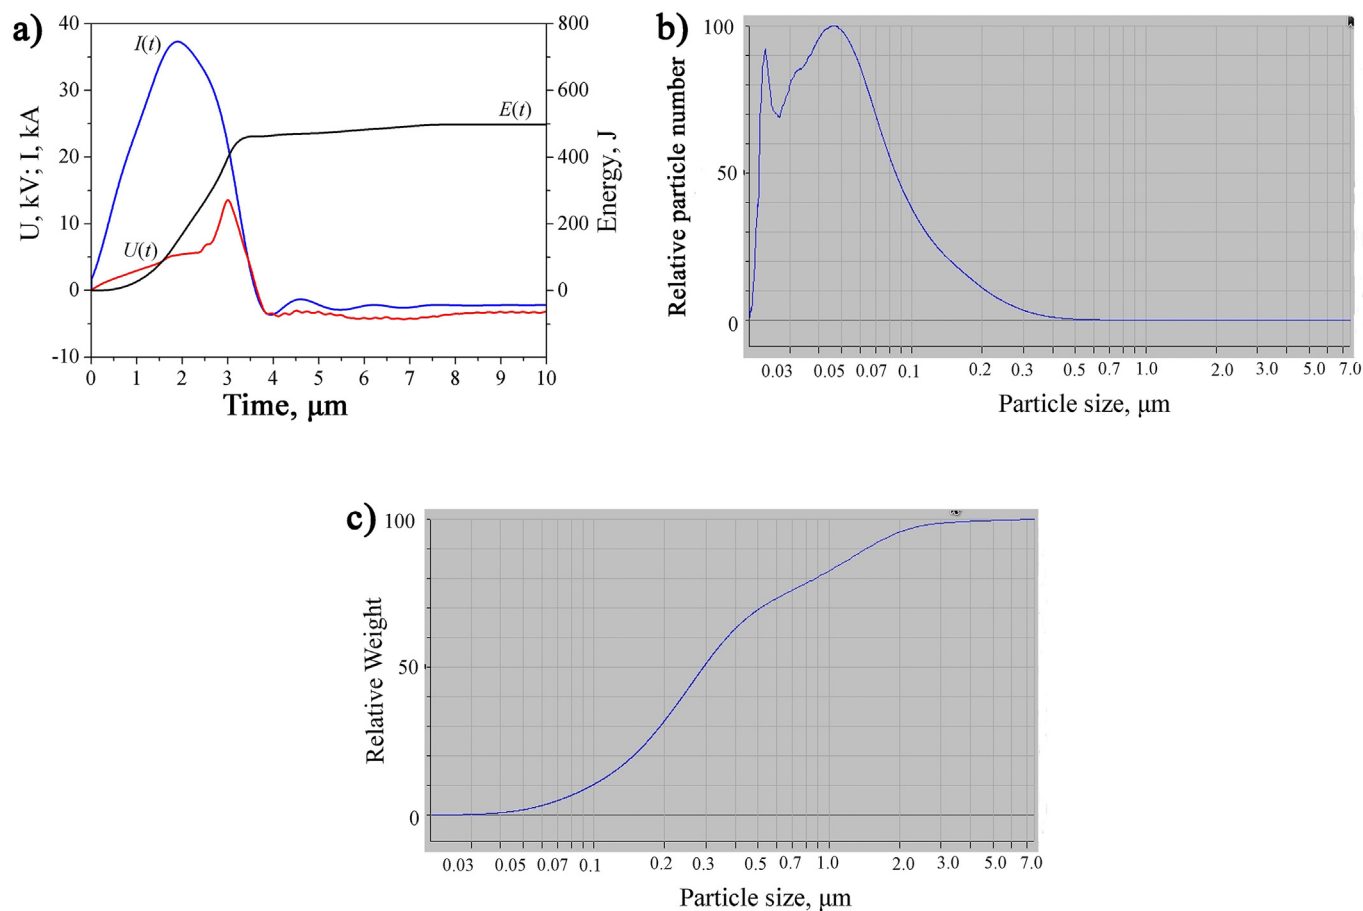 a)
U, kV; I, kA
40
30
20
10
0
-10
I(t)
U(t)
E(t)
800
600
400
200
0
Energy, J
0 1 2 3 4 5 6 7 8 9 10
Time, μm
b)
Relative particle number
100
50
0
0.03 0.05 0.07 0.1 0.2 0.3 0.5 0.7 1.0 2.0 3.0 5.0 7.0
Particle size, μm
c)
Relative Weight
100
50
0
0.03 0.05 0.07 0.1 0.2 0.3 0.5 0.7 1.0 2.0 3.0 5.0 7.0
Particle size, μm